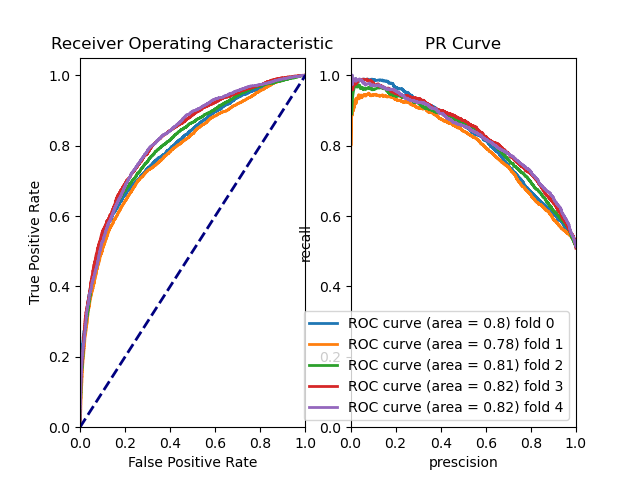 Receiver Operating Characteristic
PR Curve
True Positive Rate
1.0
0.8
0.6
0.4
0.2
0.0
0.0 0.2 0.4 0.6 0.8 1.0
False Positive Rate
recall
1.0
0.8
0.6
0.4
0.2
0.0
0.0 0.2 0.4 0.6 0.8 1.0
prescision
ROC curve (area = 0.8) fold 0
ROC curve (area = 0.78) fold 1
ROC curve (area = 0.81) fold 2
ROC curve (area = 0.82) fold 3
ROC curve (area = 0.82) fold 4